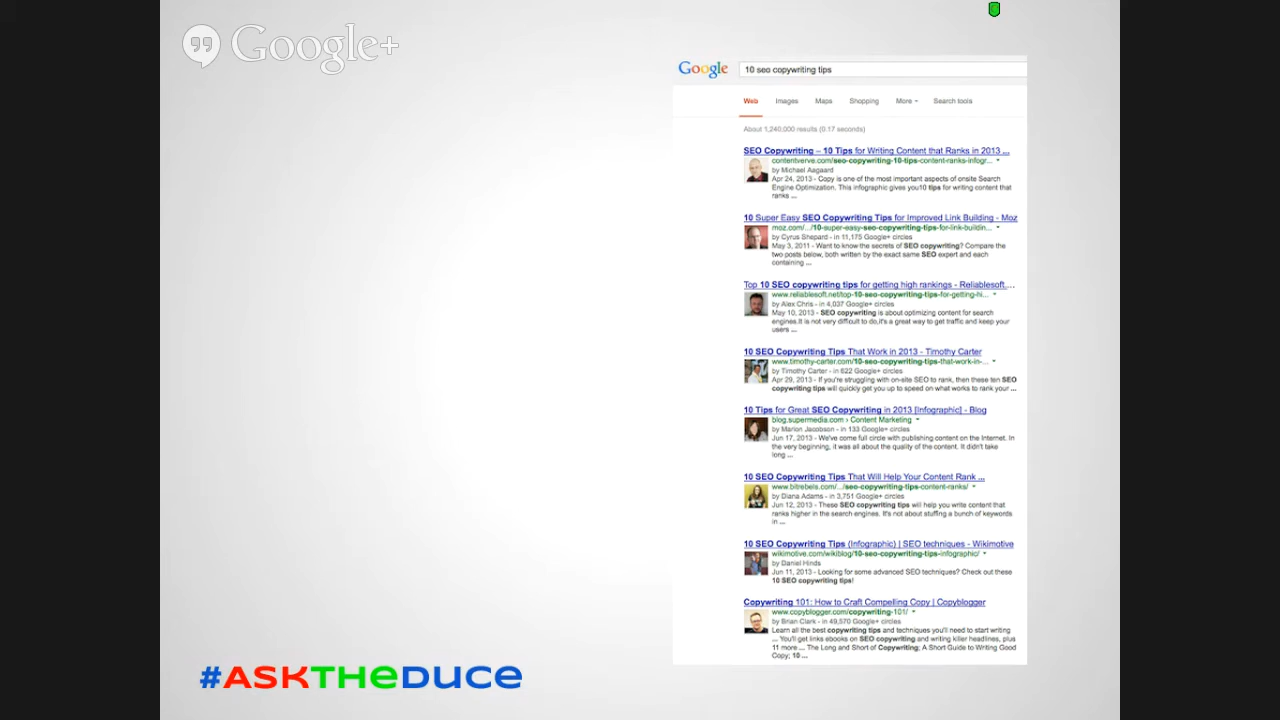 Google+
Google
10 seo copywriting tips
Web Images Maps Shopping More Search tools
About 1,240,000 results (0.17 seconds)
SEO Copywriting – 10 Tips for Writing Content that Ranks in 2013 ...
contentverve.com/seo-copywriting-10-tips-content-ranks-infogr...
by Michael Aagaard
Apr 24, 2013 - Copy is one of the most important aspects of onsite Search
Engine Optimization. This infographic gives you10 tips for writing content that
ranks ...
10 Super Easy SEO Copywriting Tips for Improved Link Building - Moz
moz.com/.../10-super-easy-seo-copywriting-tips-for-link-buildin...
by Cyrus Shepard - in 11,175 Google+ circles
May 3, 2011 - Want to know the secrets of SEO copywriting? Compare the
two posts below, both written by the exact same SEO expert and each
containing ...
Top 10 SEO copywriting tips for getting high rankings - Reliablesoft....
www.reliablesoft.net/top-10-seo-copywriting-tips-for-getting-hi...
by Alex Chris - in 4,037 Google+ circles
May 10, 2013 - SEO copywriting is about optimizing content for search
engines.It is not very difficult to do,it's a great way to get traffic and keep your
users ...
10 SEO Copywriting Tips That Work in 2013 - Timothy Carter
www.timothy-carter.com/10-seo-copywriting-tips-that-work-in-...
by Timothy Carter - in 622 Google+ circles
Apr 29, 2013 - If you're struggling with on-site SEO to rank, then these ten SEO
copywriting tips will quickly get you up to speed on what works to rank your ...
10 Tips for Great SEO Copywriting in 2013 [Infographic] - Blog
blog.supermedia.com › Content Marketing
by Marion Jacobson - in 133 Google+ circles
Jun 17, 2013 - We've come full circle with publishing content on the Internet. In
the very beginning, it was all about the quality of the content. It didn't take
long ...
10 SEO Copywriting Tips That Will Help Your Content Rank ...
www.bitrebels.com/.../seo-copywriting-tips-content-ranks/
by Diana Adams - in 3,751 Google+ circles
Jun 12, 2013 - These SEO copywriting tips will help you write content that
ranks higher in the search engines. It's not about stuffing a bunch of keywords
in ...
10 SEO Copywriting Tips (Infographic) | SEO techniques - Wikimotive
wikimotive.com/wikiblog/10-seo-copywriting-tips-infographic/
by Daniel Hinds
Jun 11, 2013 - Looking for some advanced SEO techniques? Check out these
10 SEO copywriting tips!
Copywriting 101: How to Craft Compelling Copy | Copyblogger
www.copyblogger.com/copywriting-101/
by Brian Clark - in 49,570 Google+ circles
Learn all the best copywriting tips and techniques you'll need to start writing
... You'll get links ebooks on SEO copywriting and writing killer headlines, plus
11 more ... The Long and Short of Copywriting; A Short Guide to Writing Good
Copy; 10 ...
#ASKTHEDUCE